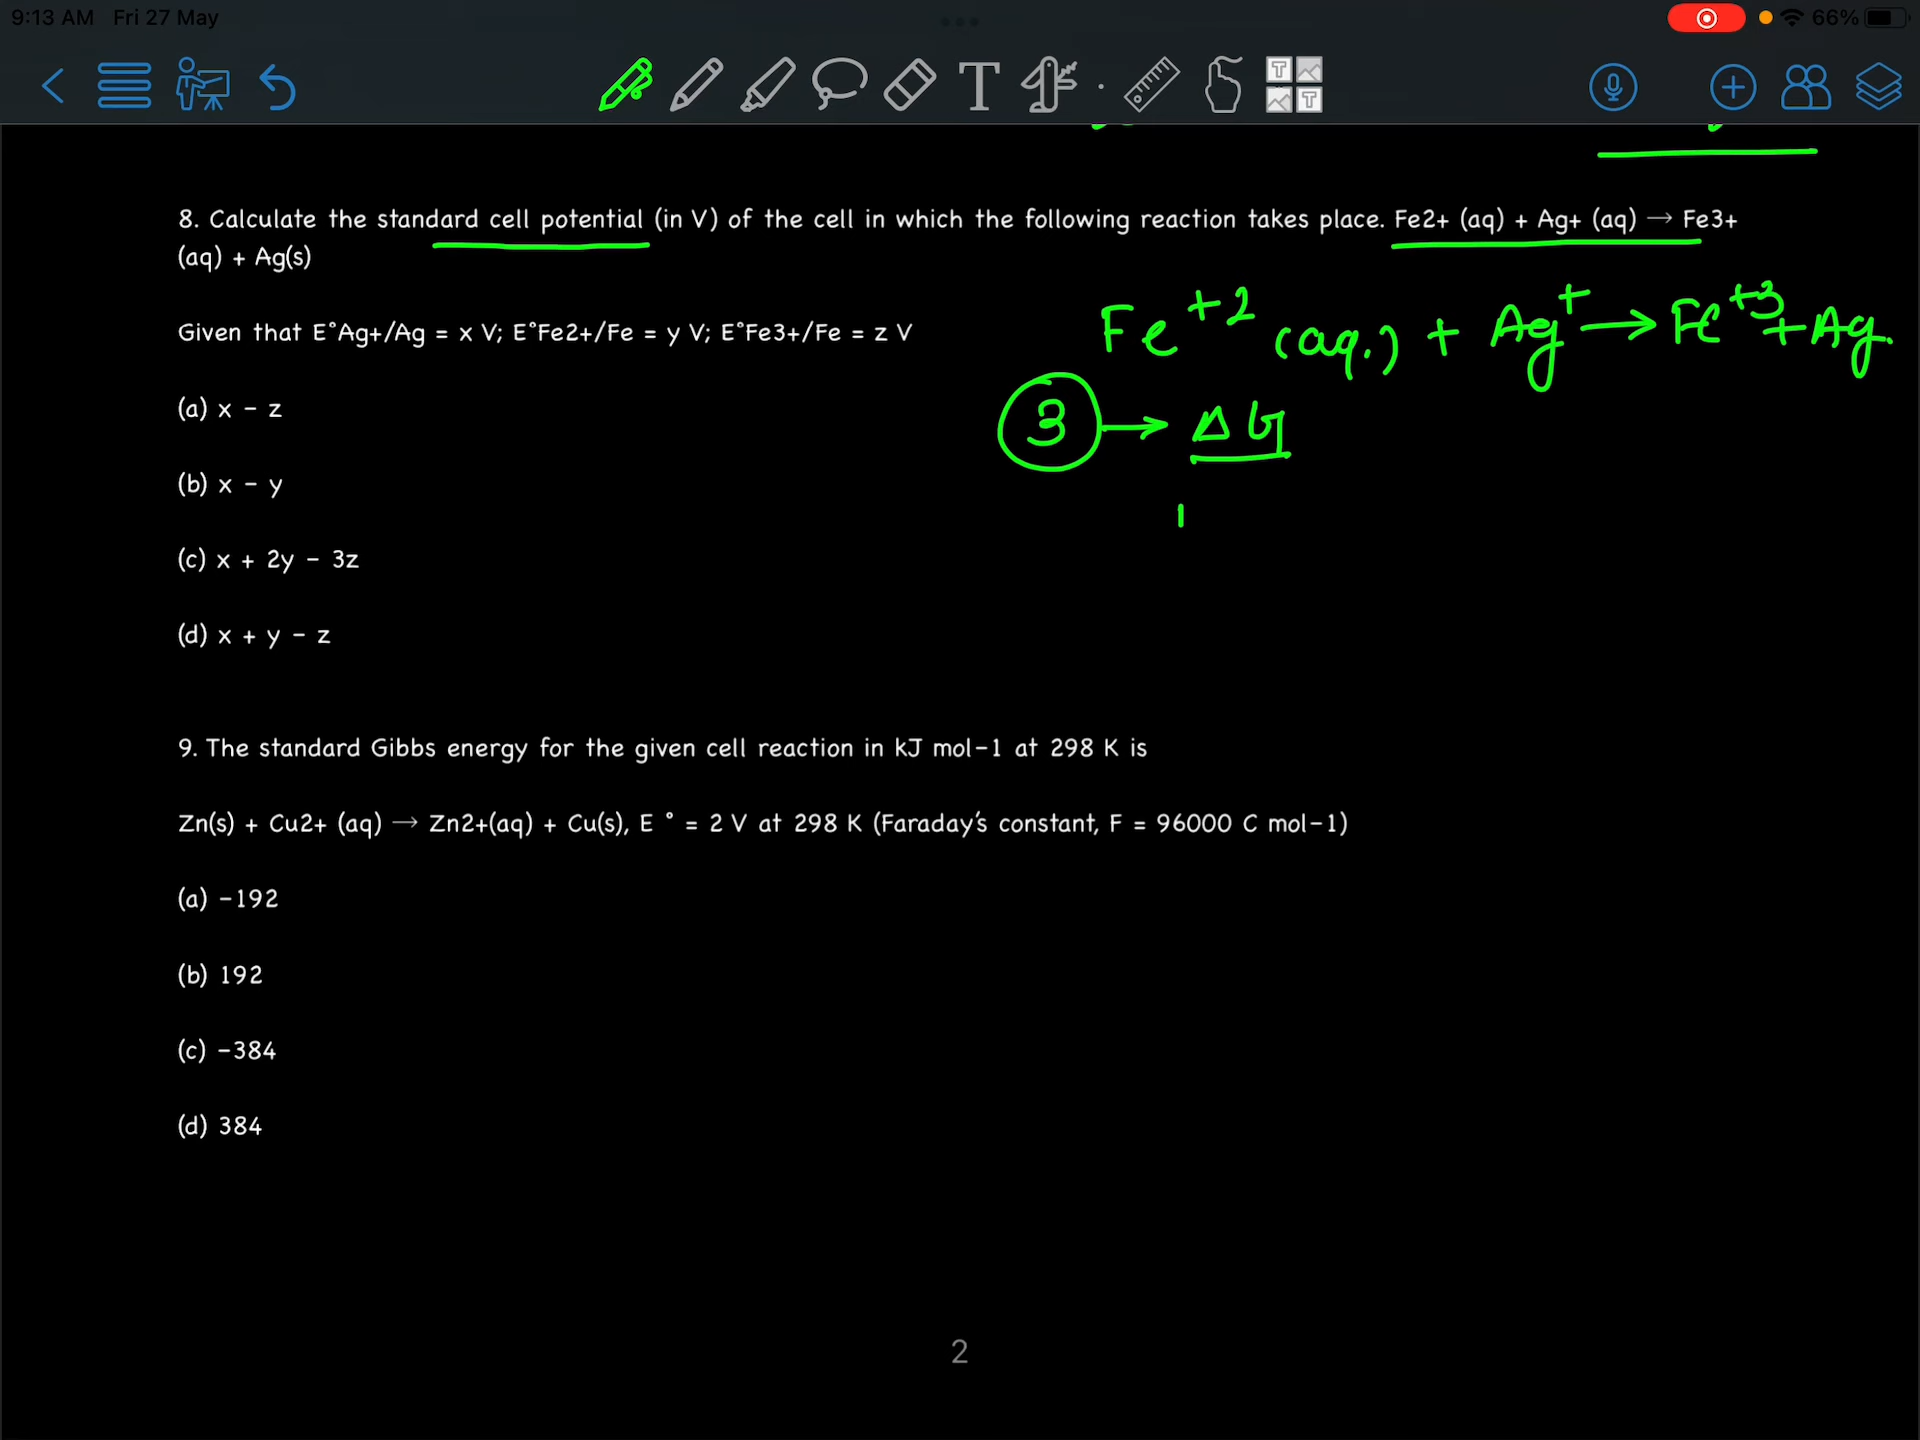 9:13 AM Fri 27 May
66%
T
8. Calculate the standard cell potential (in V) of the cell in which the following reaction takes place. Fe2+ (aq) + Ag+ (aq) → Fe3+
(aq) + Ag(s)
Fe +2 (aq.) + Ag+ → Fe +3 + Ag.
Given that E°Ag+/Ag = x V; E°Fe2+/Fe = y V; E°Fe3+/Fe = z V
(a) x - z
3 → ΔG
(b) x - y
(c) x + 2y - 3z
(d) x + y - z
9. The standard Gibbs energy for the given cell reaction in kJ mol-1 at 298 K is
Zn(s) + Cu2+ (aq) → Zn2+(aq) + Cu(s), E ° = 2 V at 298 K (Faraday's constant, F = 96000 C mol-1)
(a) -192
(b) 192
(c) -384
(d) 384
2